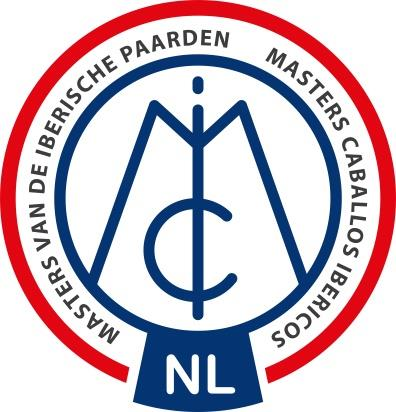 MASTERS VAN DE IBERISCHE PAARDEN
MASTERS CABALLOS IBERICOS
MiC
NL